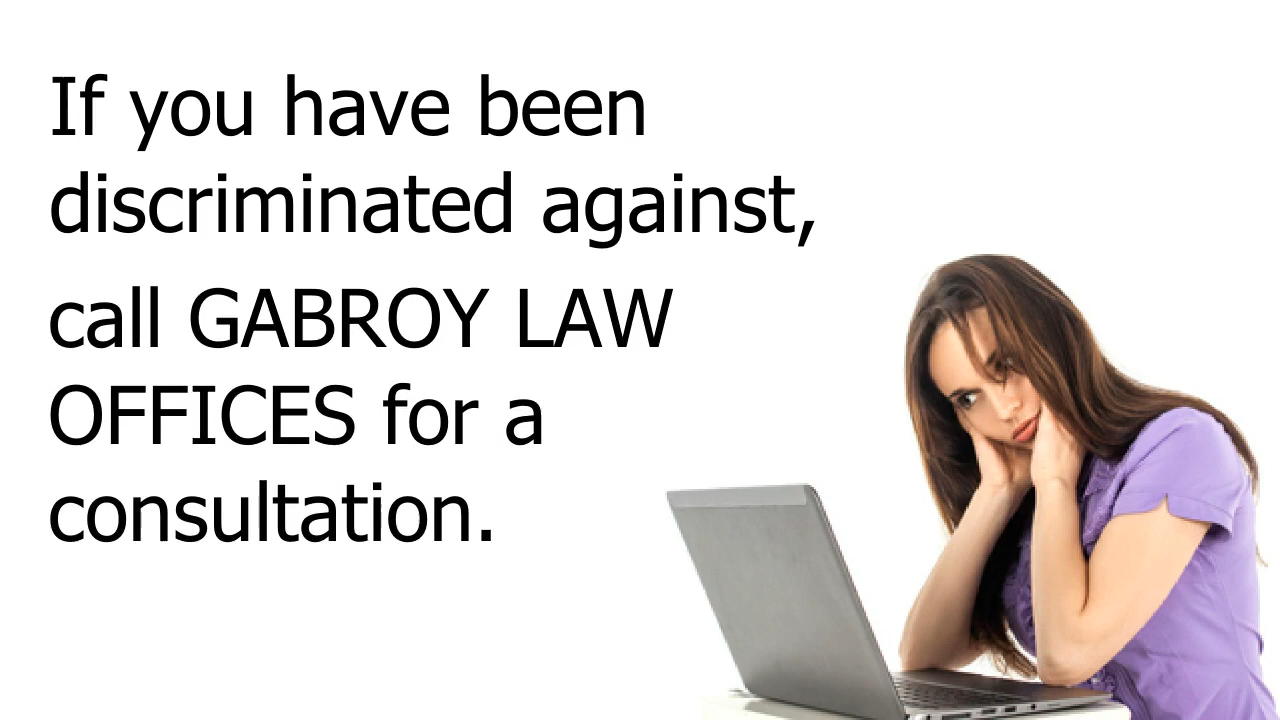 If you have been
discriminated against,
call GABROY LAW
OFFICES for a
consultation.